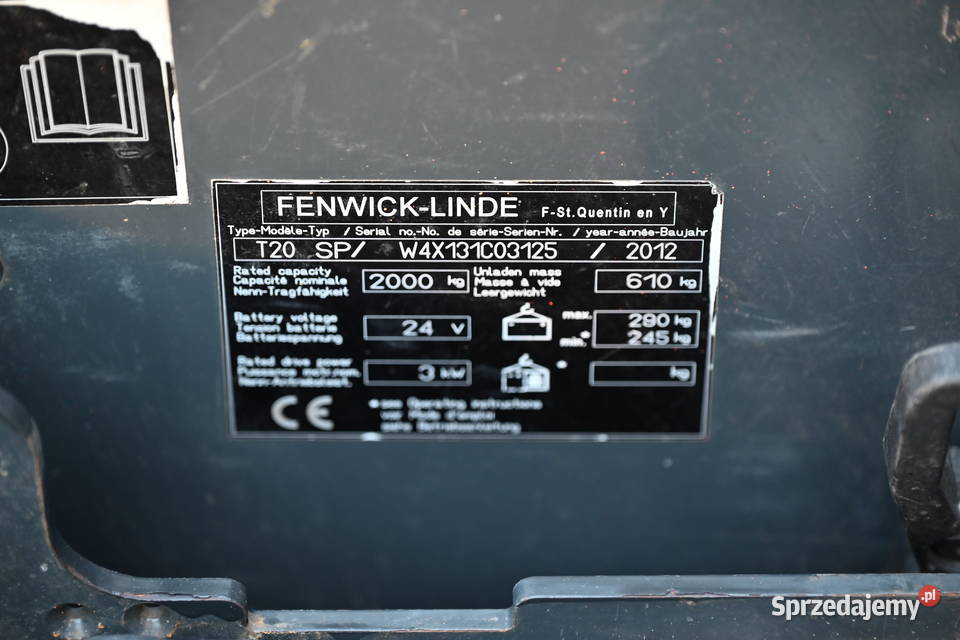 FENWICK-LINDE F-St.Quentin en Y
Type-Modèle-Typ / Serial no.-No. de série-Serien-Nr. / year-année-Baujahr
T20 SP/ W4X131C03125 / 2012
Rated capacity
Capacité nominale
Nenn-Tragfähigkeit
2000 kg
Unladen mass
Masse à vide
Leergewicht
610 kg
Battery voltage
Tension batterie
Batteriespannung
24 V
max. 290 kg
min.* 245 kg
Rated drive power
Puissance motr.nom.
Nenn-Antriebsleist.
3 kW
kg
CE
* see Operating instructions
voir Mode d'emploi
siehe Betriebsanleitung
Sprzedajemy.pl